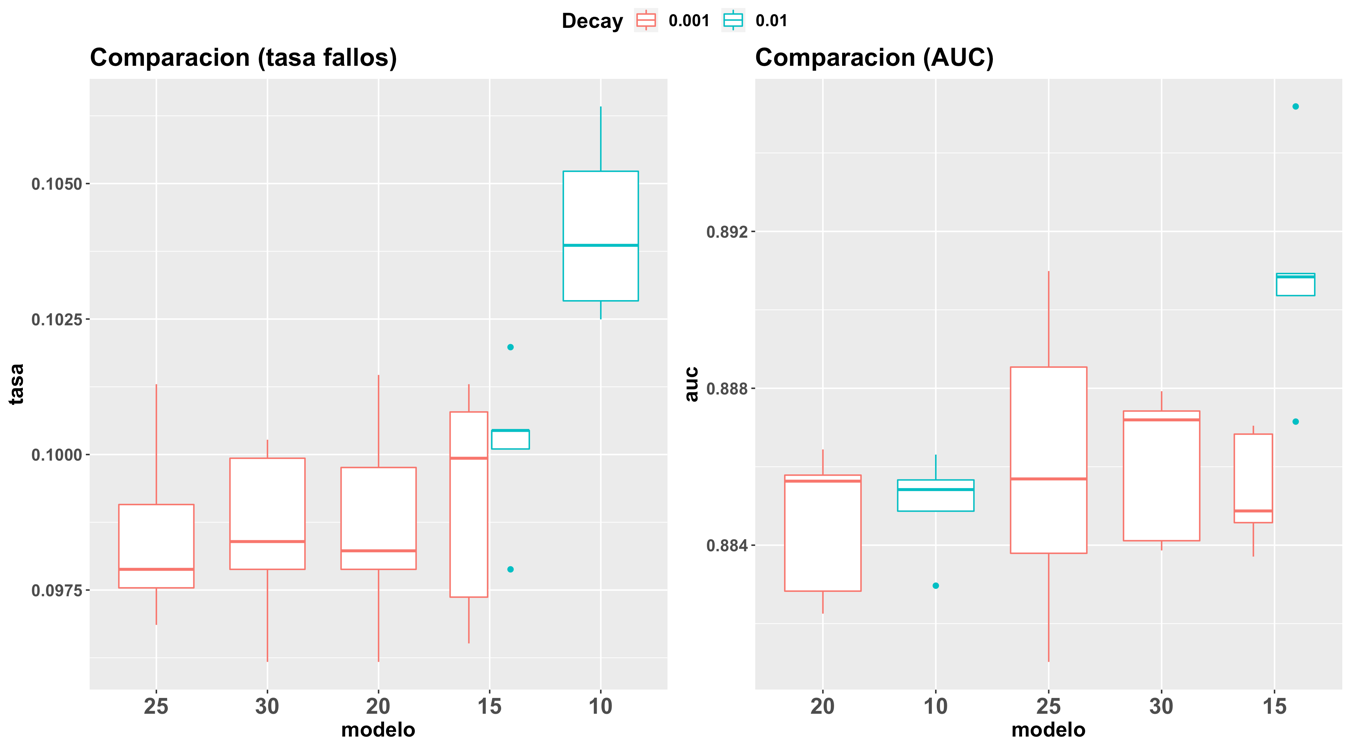 Decay 0.001 0.01
Comparacion (tasa fallos)
tasa
0.1050
0.1025
0.1000
0.0975
25 30 20 15 10
modelo
Comparacion (AUC)
auc
0.892
0.888
0.884
20 10 25 30 15
modelo